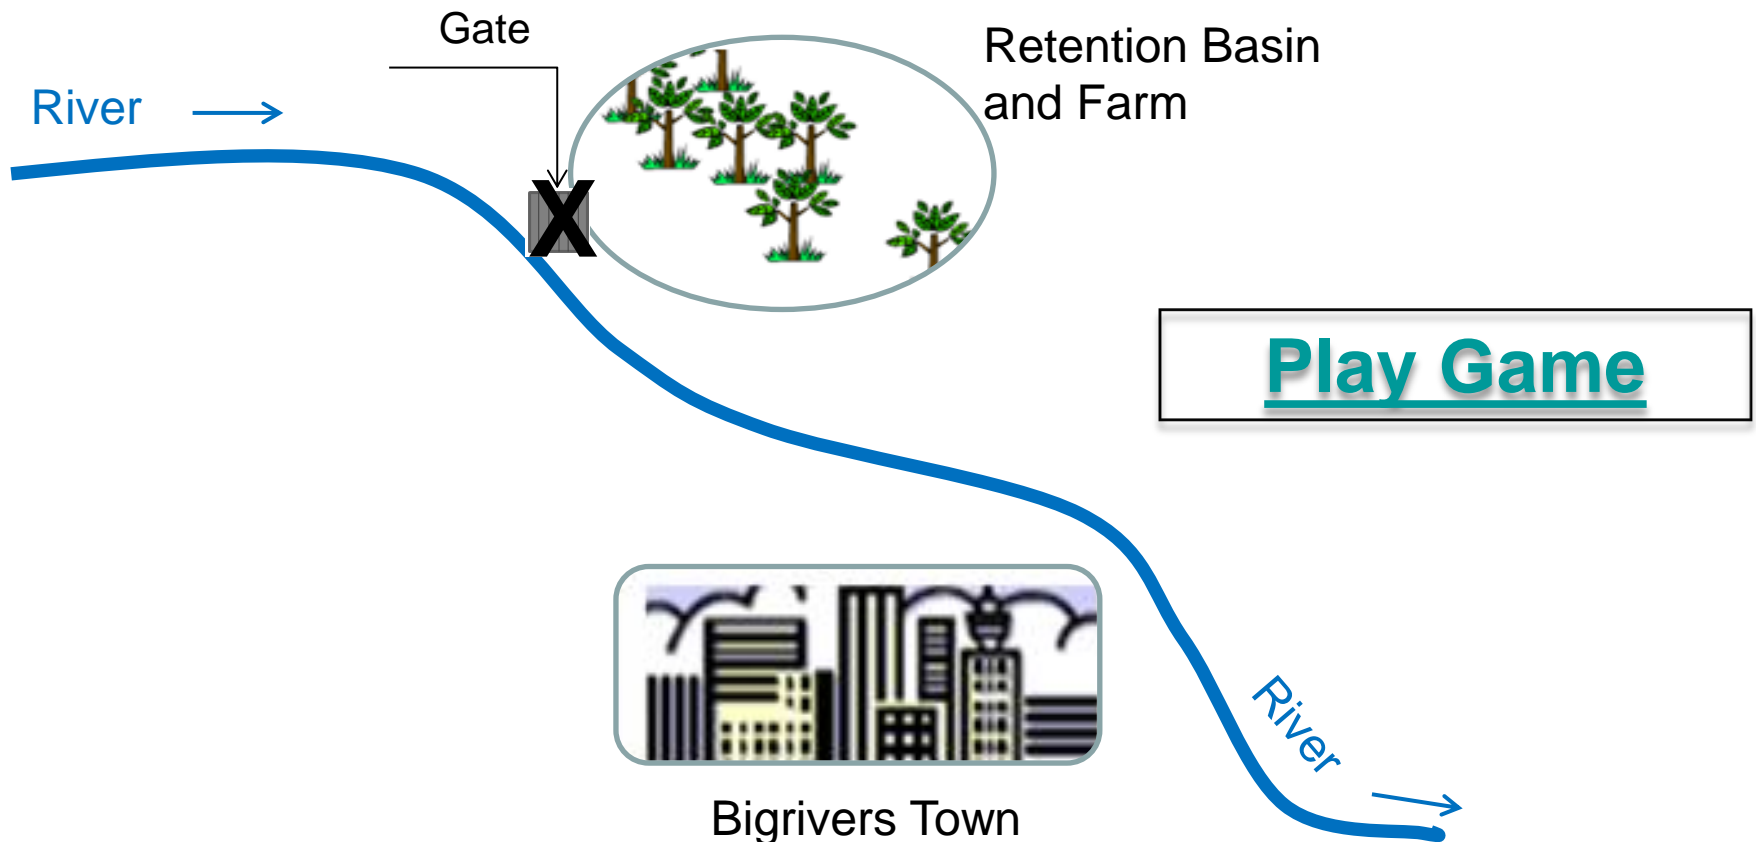 Gate
Retention Basin
and Farm
River
X
Play Game
River
Bigrivers Town